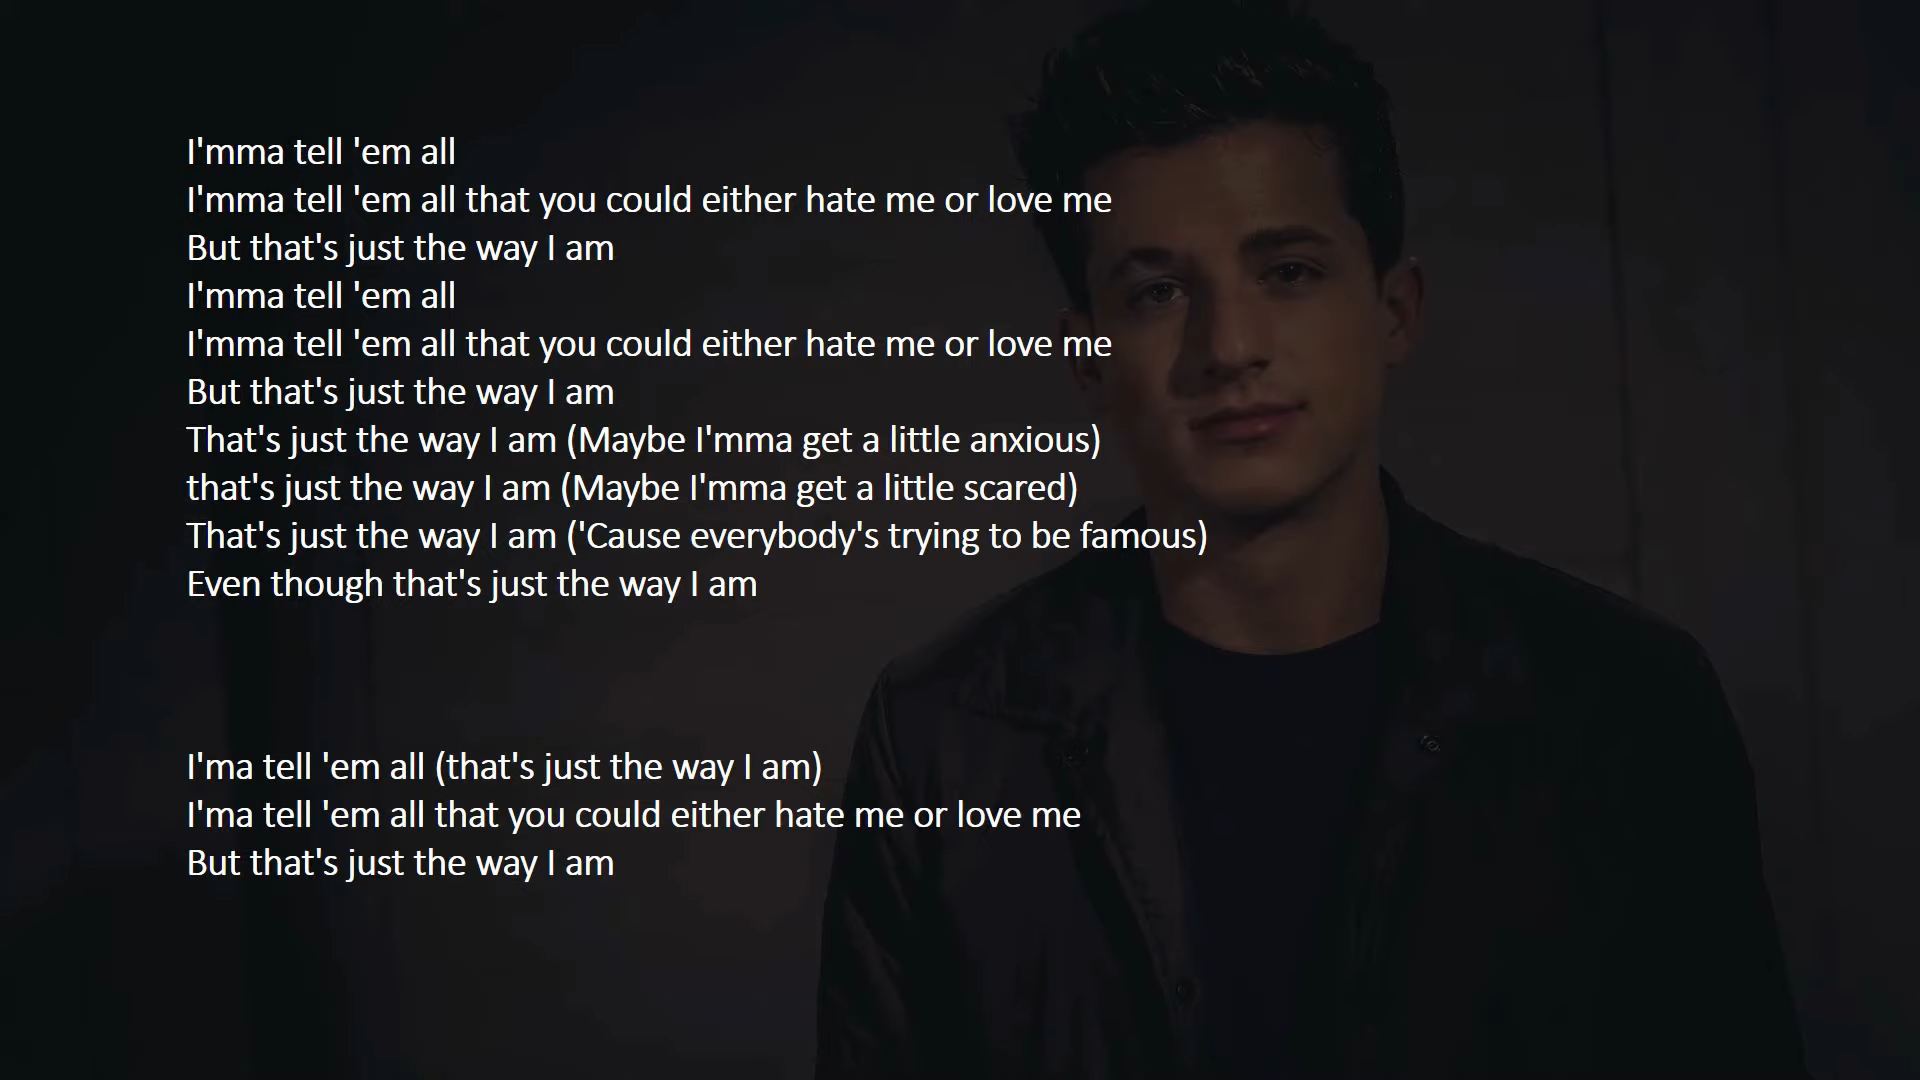 I'mma tell 'em all
I'mma tell 'em all that you could either hate me or love me
But that's just the way I am
I'mma tell 'em all
I'mma tell 'em all that you could either hate me or love me
But that's just the way I am
That's just the way I am (Maybe I'mma get a little anxious)
that's just the way I am (Maybe I'mma get a little scared)
That's just the way I am ('Cause everybody's trying to be famous)
Even though that's just the way I am
I'ma tell 'em all (that's just the way I am)
I'ma tell 'em all that you could either hate me or love me
But that's just the way I am